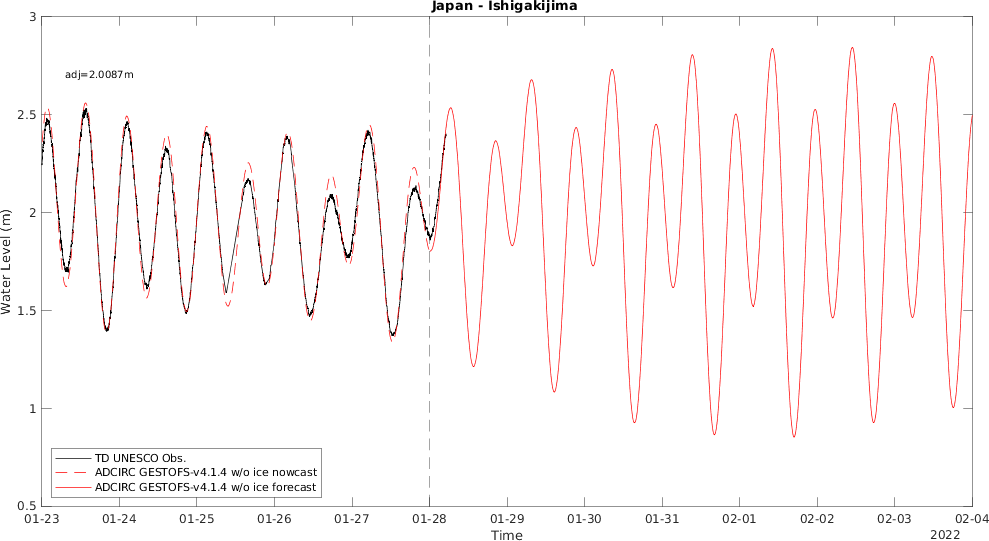 Japan - Ishigakijima
3
adj=2.0087m
2.5
2
Water Level (m)
1.5
1
TD UNESCO Obs.
ADCIRC GESTOFS-v4.1.4 w/o ice nowcast
ADCIRC GESTOFS-v4.1.4 w/o ice forecast
0.5
01-23 01-24 01-25 01-26 01-27 01-28 01-29 01-30 01-31 02-01 02-02 02-03 02-04
Time
2022